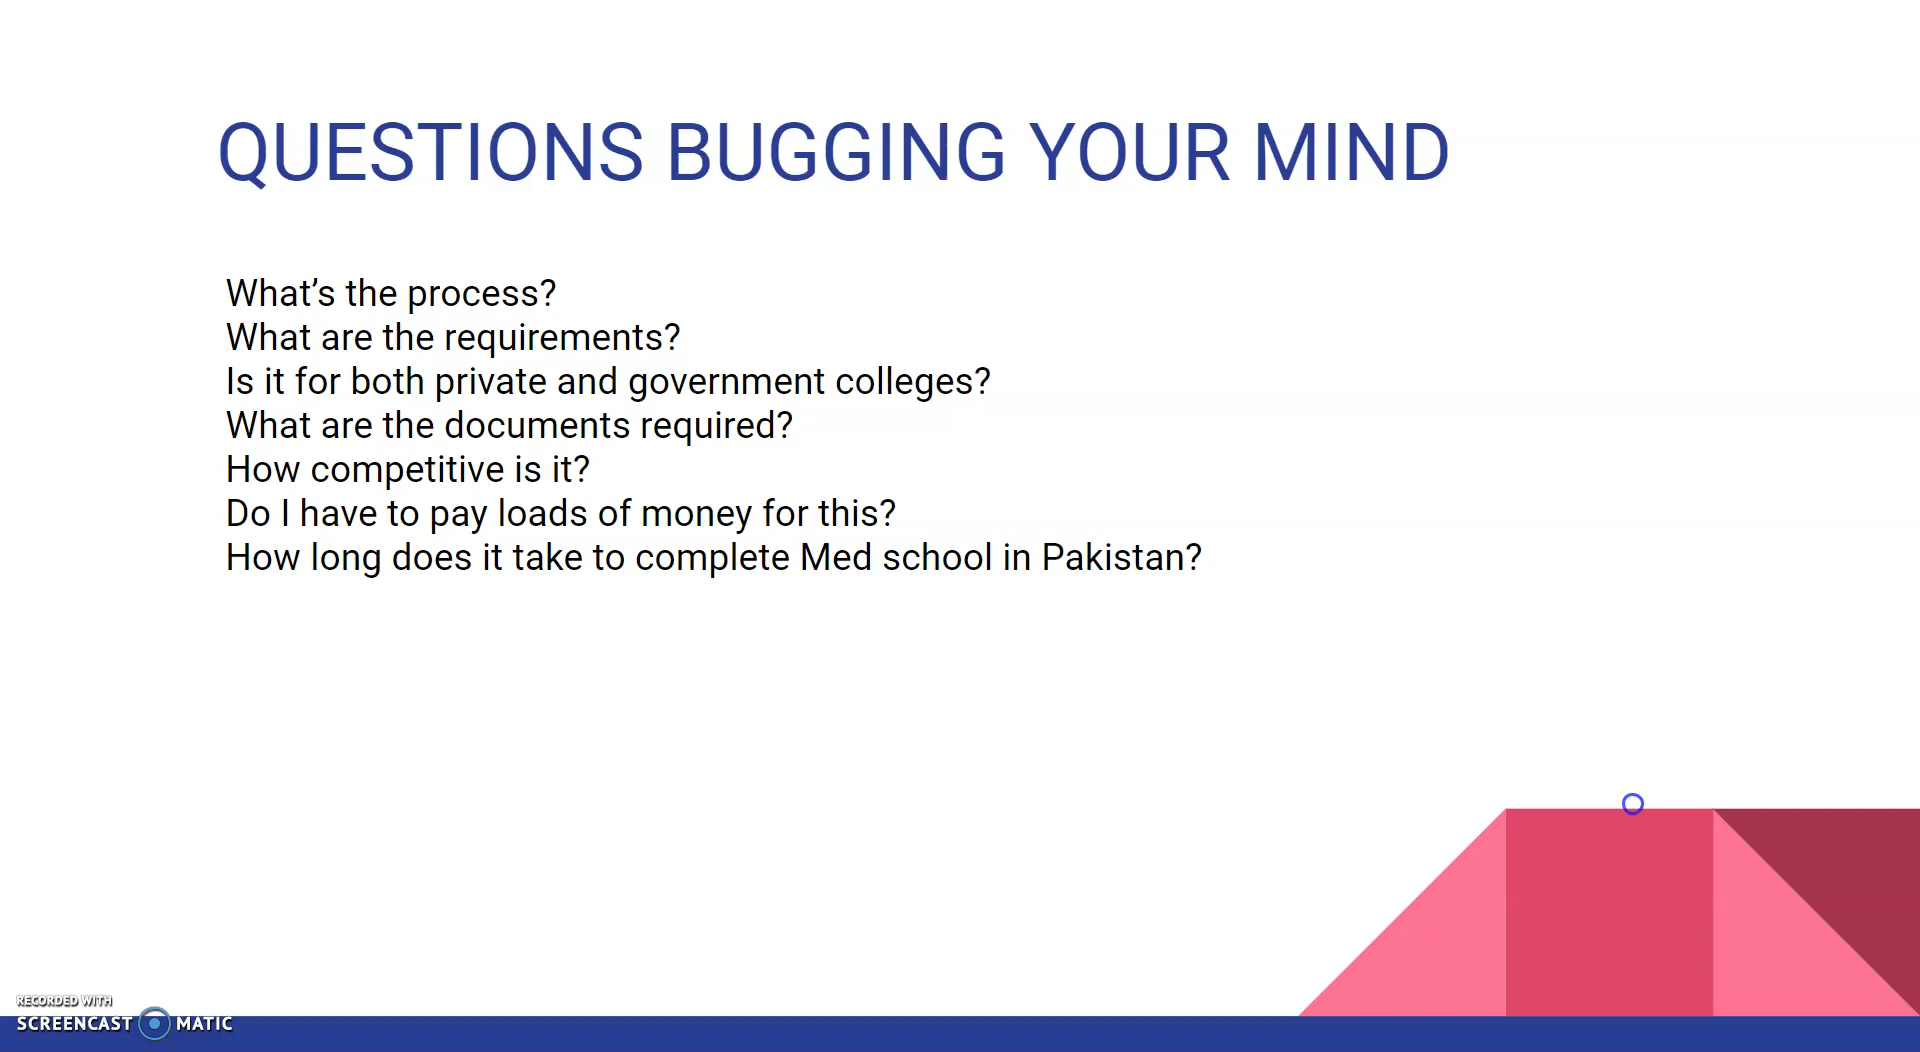 QUESTIONS BUGGING YOUR MIND
What’s the process?
What are the requirements?
Is it for both private and government colleges?
What are the documents required?
How competitive is it?
Do I have to pay loads of money for this?
How long does it take to complete Med school in Pakistan?
RECORDED WITH
SCREENCAST MATIC